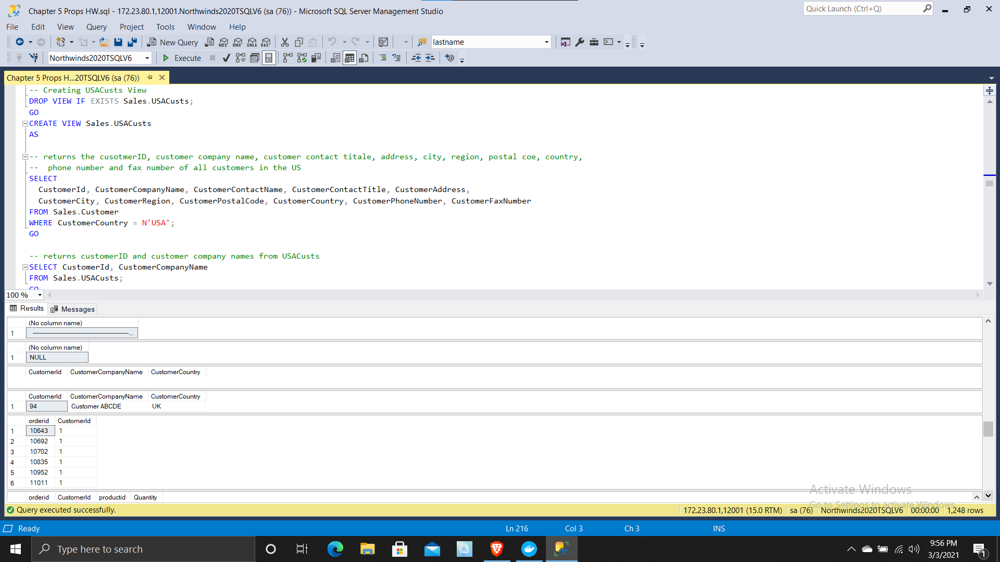 Chapter 5 Props HW.sql - 172.23.80.1,12001.Northwinds2020TSQLV6 (sa (76)) - Microsoft SQL Server Management Studio
Quick Launch (Ctrl+Q)
File Edit View Query Project Tools Window Help
New Query
MDX DMX XMLA DAX
lastname
Northwinds2020TSQLV6
Execute
Chapter 5 Props H...20TSQLV6 (sa (76))
-- Creating USACusts View
DROP VIEW IF EXISTS Sales.USACusts;
GO
CREATE VIEW Sales.USACusts
AS
-- returns the cusotmerID, customer company name, customer contact titale, address, city, region, postal coe, country,
--  phone number and fax number of all customers in the US
SELECT
CustomerId, CustomerCompanyName, CustomerContactName, CustomerContactTitle, CustomerAddress,
CustomerCity, CustomerRegion, CustomerPostalCode, CustomerCountry, CustomerPhoneNumber, CustomerFaxNumber
FROM Sales.Customer
WHERE CustomerCountry = N'USA';
GO
-- returns customerID and customer company names from USACusts
SELECT CustomerId, CustomerCompanyName
FROM Sales.USACusts;
GO
100 %
Results Messages
(No column name)
1 -----------------------------------------------...
(No column name)
1 NULL
CustomerId CustomerCompanyName CustomerCountry
CustomerId CustomerCompanyName CustomerCountry
1 94 Customer ABCDE UK
orderid CustomerId
1 10643 1
2 10692 1
3 10702 1
4 10835 1
5 10952 1
6 11011 1
orderid CustomerId productid Quantity
Activate Windows
Go to Settings to activate Windows.
Query executed successfully.
172.23.80.1,12001 (15.0 RTM) sa (76) Northwinds2020TSQLV6 00:00:00 1,248 rows
Ready
Ln 216 Col 3 Ch 3 INS
Type here to search
9:56 PM
3/3/2021
1